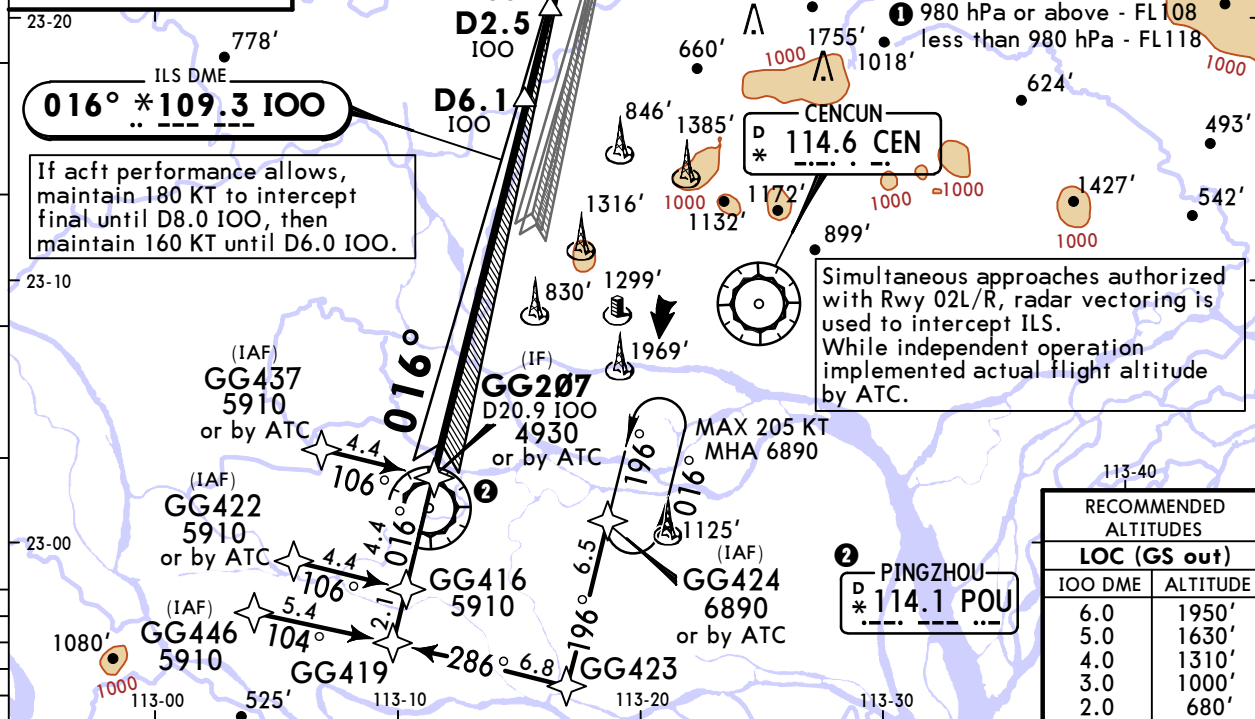 23-20
D2.5
IOO
778'
660'
1755'
1000
1018'
❶ 980 hPa or above - FL108
less than 980 hPa - FL118
1000
624'
ILS DME
016° *109.3 IOO
D6.1
IOO
846'
1385'
CENCUN
D
* 114.6 CEN
493'
If acft performance allows,
maintain 180 KT to intercept
final until D8.0 IOO, then
maintain 160 KT until D6.0 IOO.
1316'
1000
1132'
1172'
1000
1000
1427'
1000
542'
899'
23-10
830'
1299'
1969'
Simultaneous approaches authorized
with Rwy 02L/R, radar vectoring is
used to intercept ILS.
While independent operation
implemented actual flight altitude
by ATC.
(IAF)
GG437
5910
or by ATC
016°
(IF)
GG207
D20.9 IOO
4930
or by ATC
MAX 205 KT
MHA 6890
196°
016°
4.4
106°
❷
113-40
(IAF)
GG422
5910
or by ATC
4.4
106°
4.4
016°
GG416
5910
1125'
(IAF)
GG424
6890
or by ATC
6.5
196°
23-00
❷
PINGZHOU
D
* 114.1 POU
RECOMMENDED
ALTITUDES
LOC (GS out)
IOO DME ALTITUDE
6.0 1950'
5.0 1630'
4.0 1310'
3.0 1000'
2.0 680'
(IAF)
GG446
5910
5.4
104°
2.1
GG419
286°
6.8
GG423
1080'
1000
525'
113-00
113-10
113-20
113-30